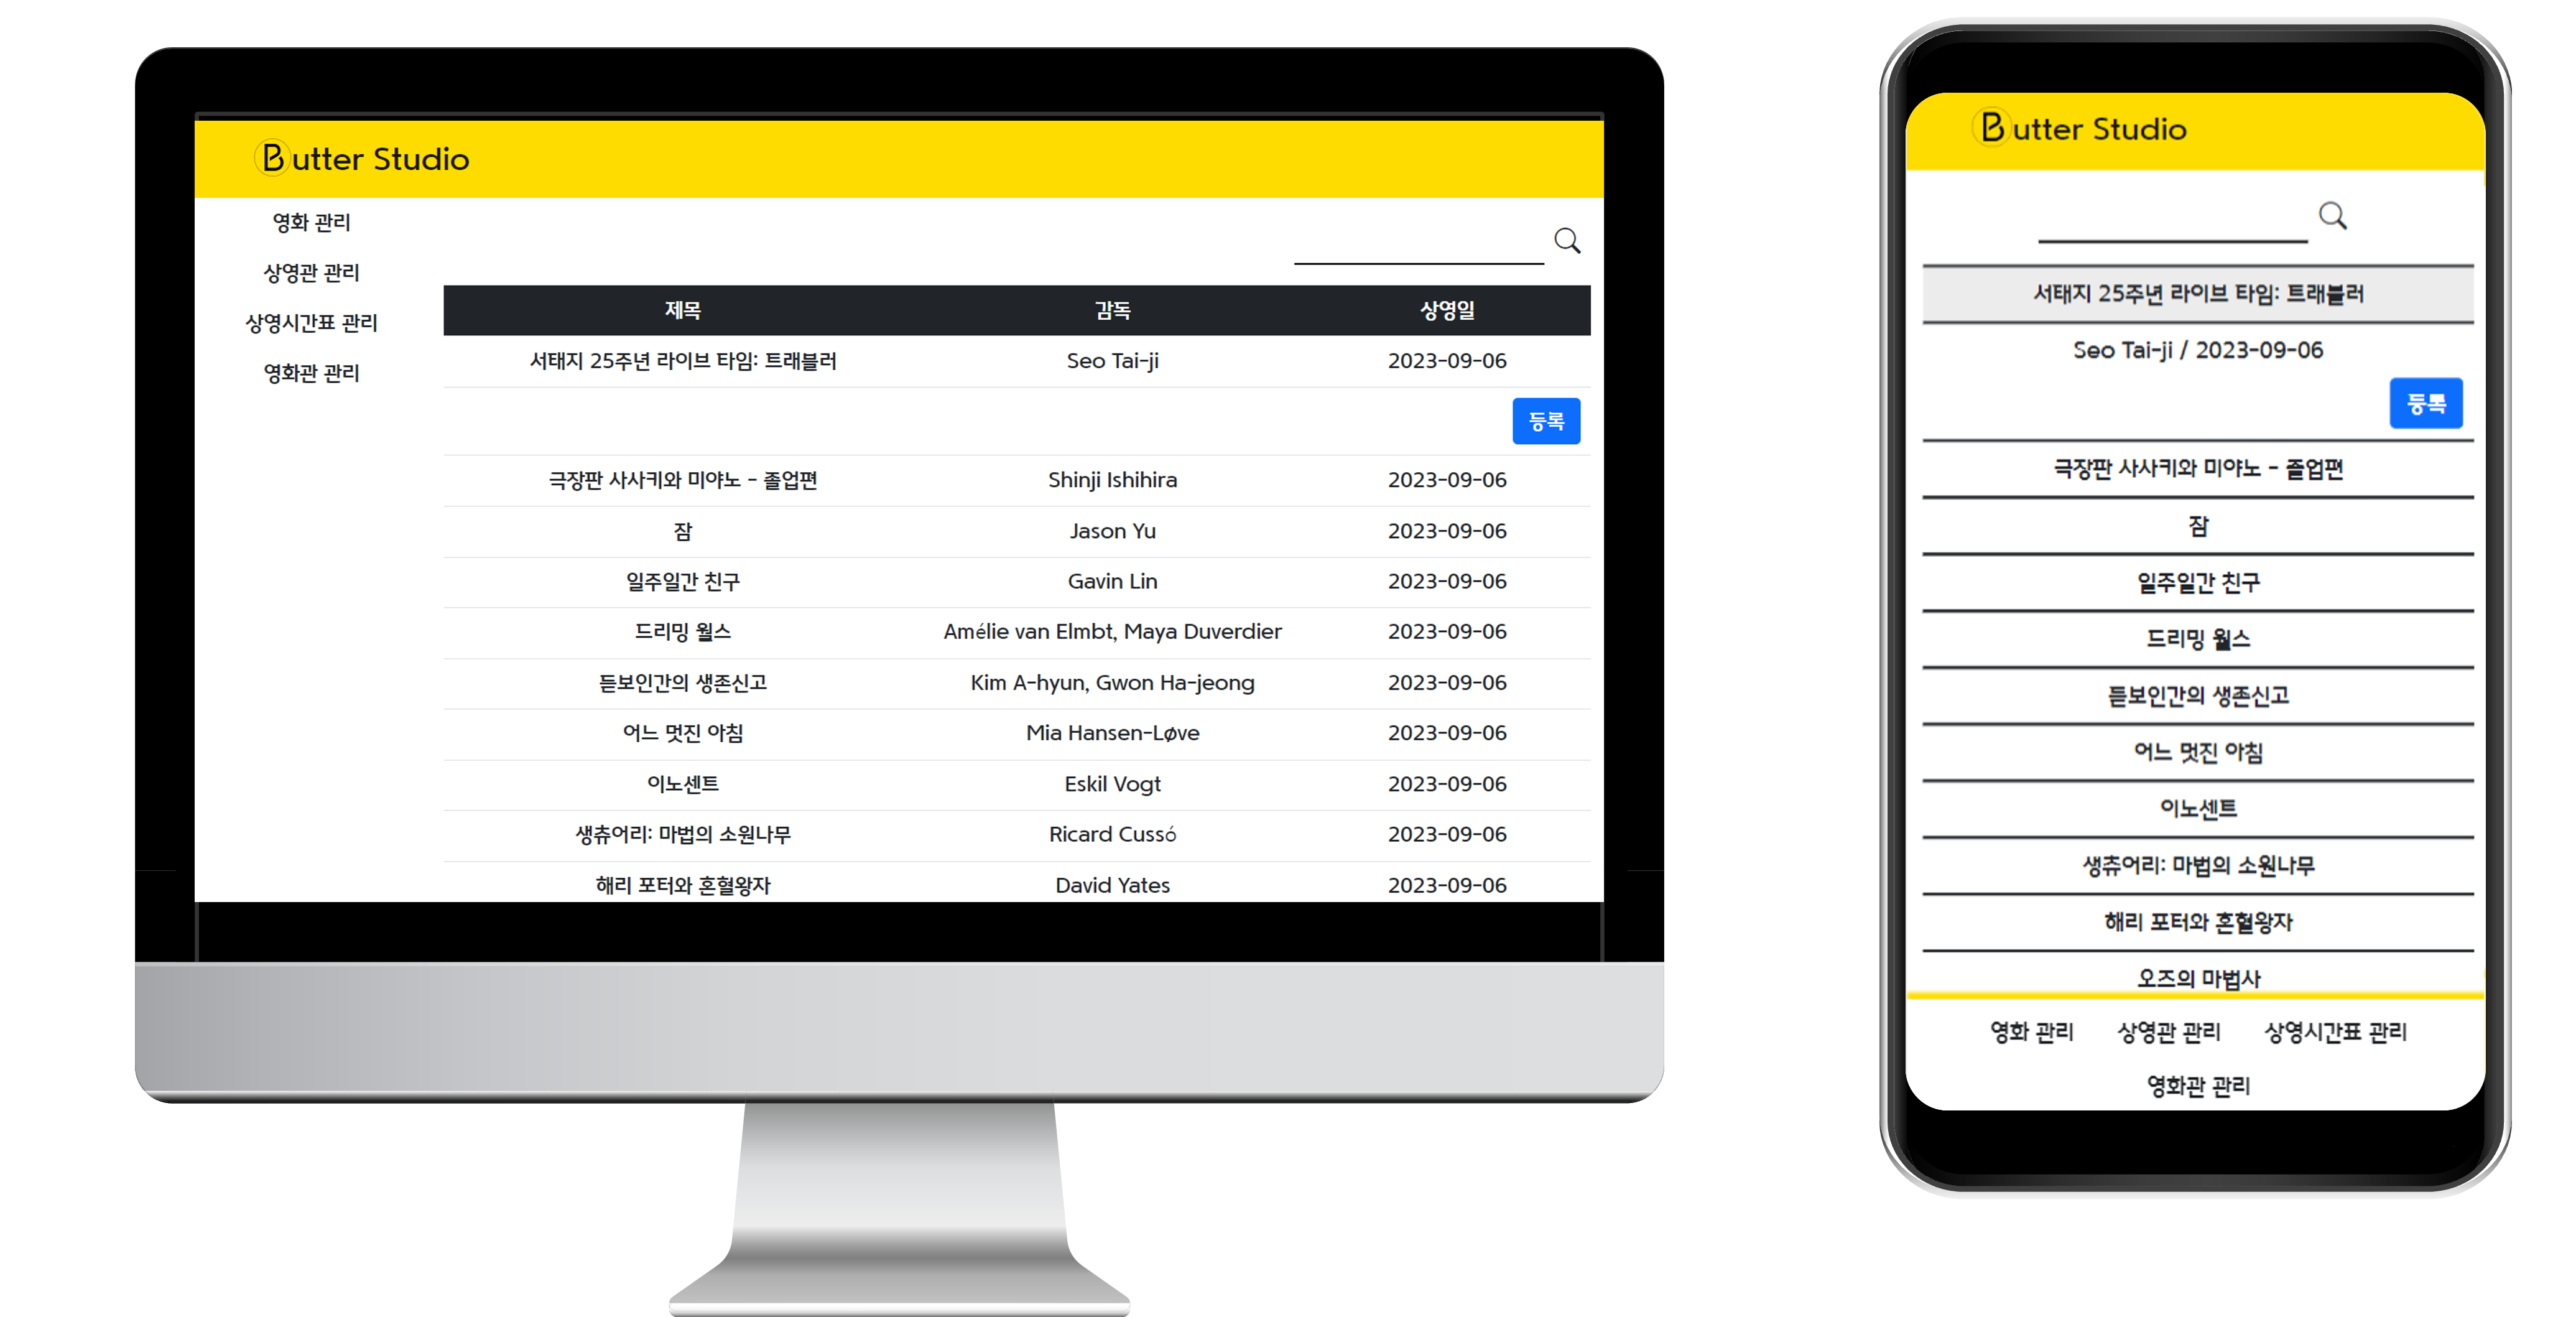 Butter Studio
영화 관리
상영관 관리
상영시간표 관리
영화관 관리
제목 감독 상영일
서태지 25주년 라이브 타임: 트래블러 Seo Tai-ji 2023-09-06
등록
극장판 사사키와 미야노 - 졸업편 Shinji Ishihira 2023-09-06
잠 Jason Yu 2023-09-06
일주일간 친구 Gavin Lin 2023-09-06
드리밍 월스 Amélie van Elmbt, Maya Duverdier 2023-09-06
듣보인간의 생존신고 Kim A-hyun, Gwon Ha-jeong 2023-09-06
어느 멋진 아침 Mia Hansen-Løve 2023-09-06
이노센트 Eskil Vogt 2023-09-06
생츄어리: 마법의 소원나무 Ricard Cussó 2023-09-06
해리 포터와 혼혈왕자 David Yates 2023-09-06
Butter Studio
서태지 25주년 라이브 타임: 트래블러
Seo Tai-ji / 2023-09-06
등록
극장판 사사키와 미야노 - 졸업편
잠
일주일간 친구
드리밍 월스
듣보인간의 생존신고
어느 멋진 아침
이노센트
생츄어리: 마법의 소원나무
해리 포터와 혼혈왕자
오즈의 마법사
영화 관리 상영관 관리 상영시간표 관리
영화관 관리